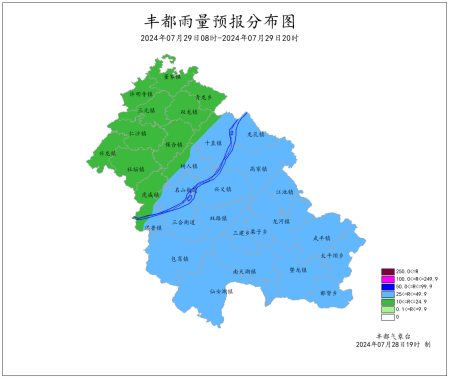 丰都雨量预报分布图
2024年07月29日08时-2024年07月29日20时
董家镇
青龙乡
三元镇
双龙镇
仁沙镇
保合镇
十直镇
龙孔镇
社坛镇
树人镇
高家镇
虎威镇
名山街道
兴义镇
江池镇
湛普镇
三合街道
双路镇
龙河镇
三建乡
栗子乡
武平镇
包鸾镇
太平坝乡
南天湖镇
暨龙镇
仙女湖镇
都督乡
250.0<=R
100.0<=R<=249.9
50.0<=R<=99.9
25<=R<=49.9
10<=R<=24.9
0.1<=R<=9.9
0
丰都气象台
2024年07月28日19时 制